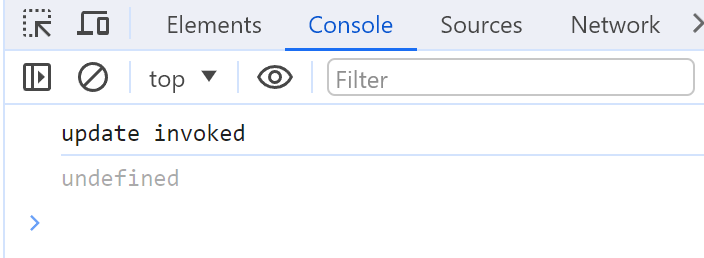 Elements Console Sources Network
top Filter
update invoked
undefined